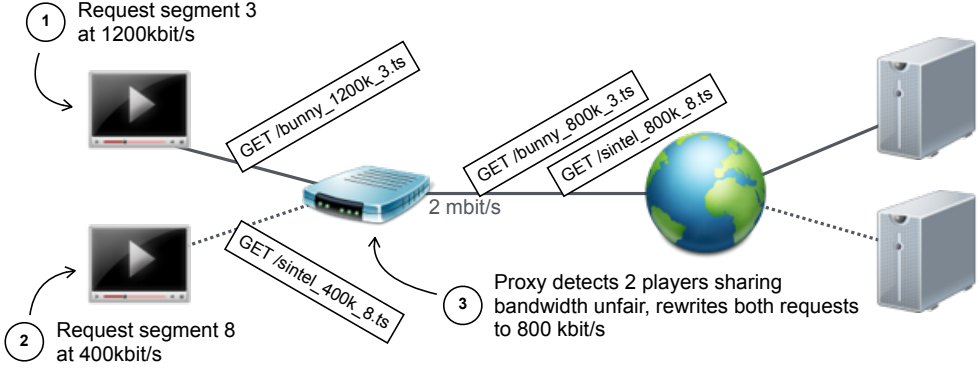 1
Request segment 3
at 1200kbit/s
GET /bunny_1200k_3.ts
GET /bunny_800k_3.ts
GET /sintel_800k_8.ts
2 mbit/s
GET /sintel_400k_8.ts
2
Request segment 8
at 400kbit/s
3
Proxy detects 2 players sharing
bandwidth unfair, rewrites both requests
to 800 kbit/s